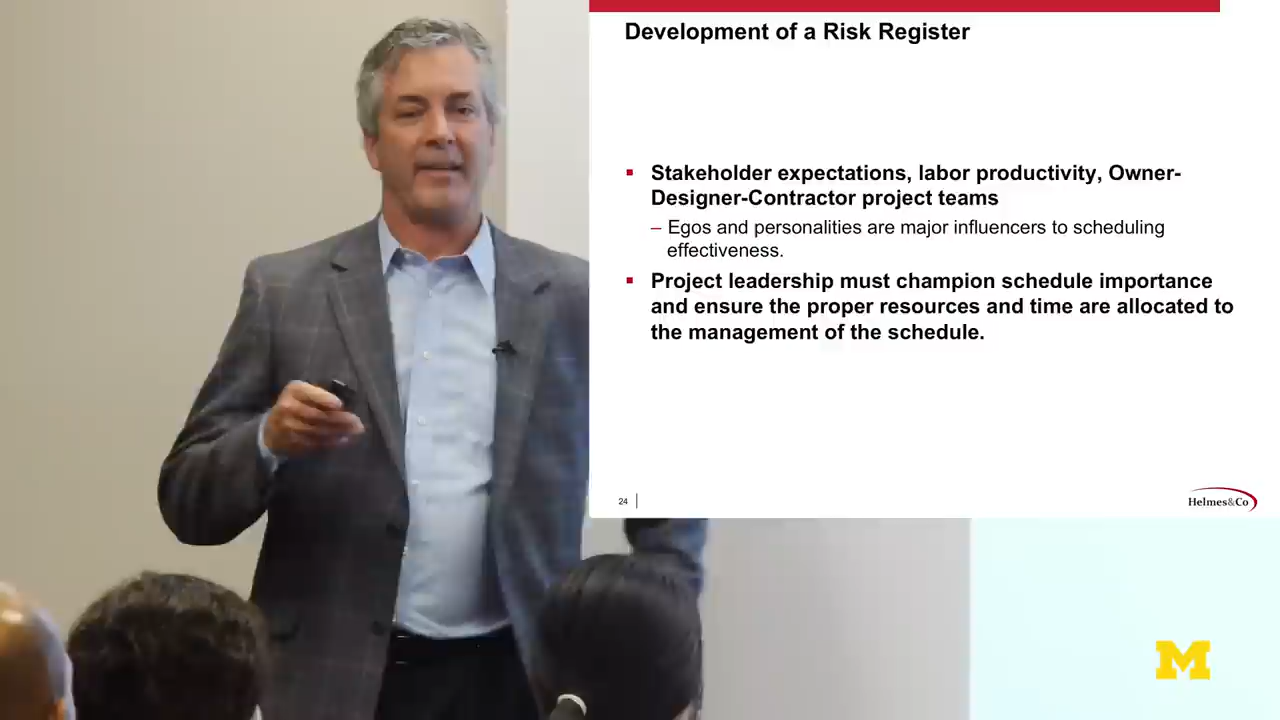 Development of a Risk Register
▪ Stakeholder expectations, labor productivity, Owner-
Designer-Contractor project teams
– Egos and personalities are major influencers to scheduling
effectiveness.
▪ Project leadership must champion schedule importance
and ensure the proper resources and time are allocated to
the management of the schedule.
24
Helmes&Co
M